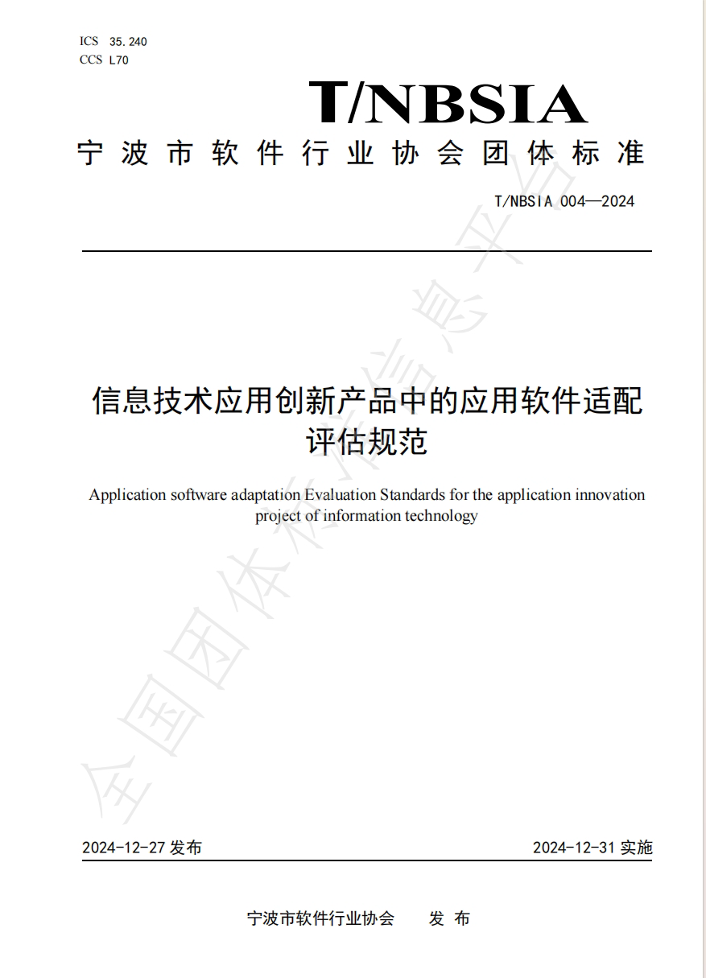 ICS 35.240
CCS L70
T/NBSIA
宁波市软件行业协会团体标准
T/NBSIA 004—2024
信息技术应用创新产品中的应用软件适配
评估规范
Application software adaptation Evaluation Standards for the application innovation
project of information technology
全国团体标准信息平台
2024-12-27 发布
2024-12-31 实施
宁波市软件行业协会 发 布